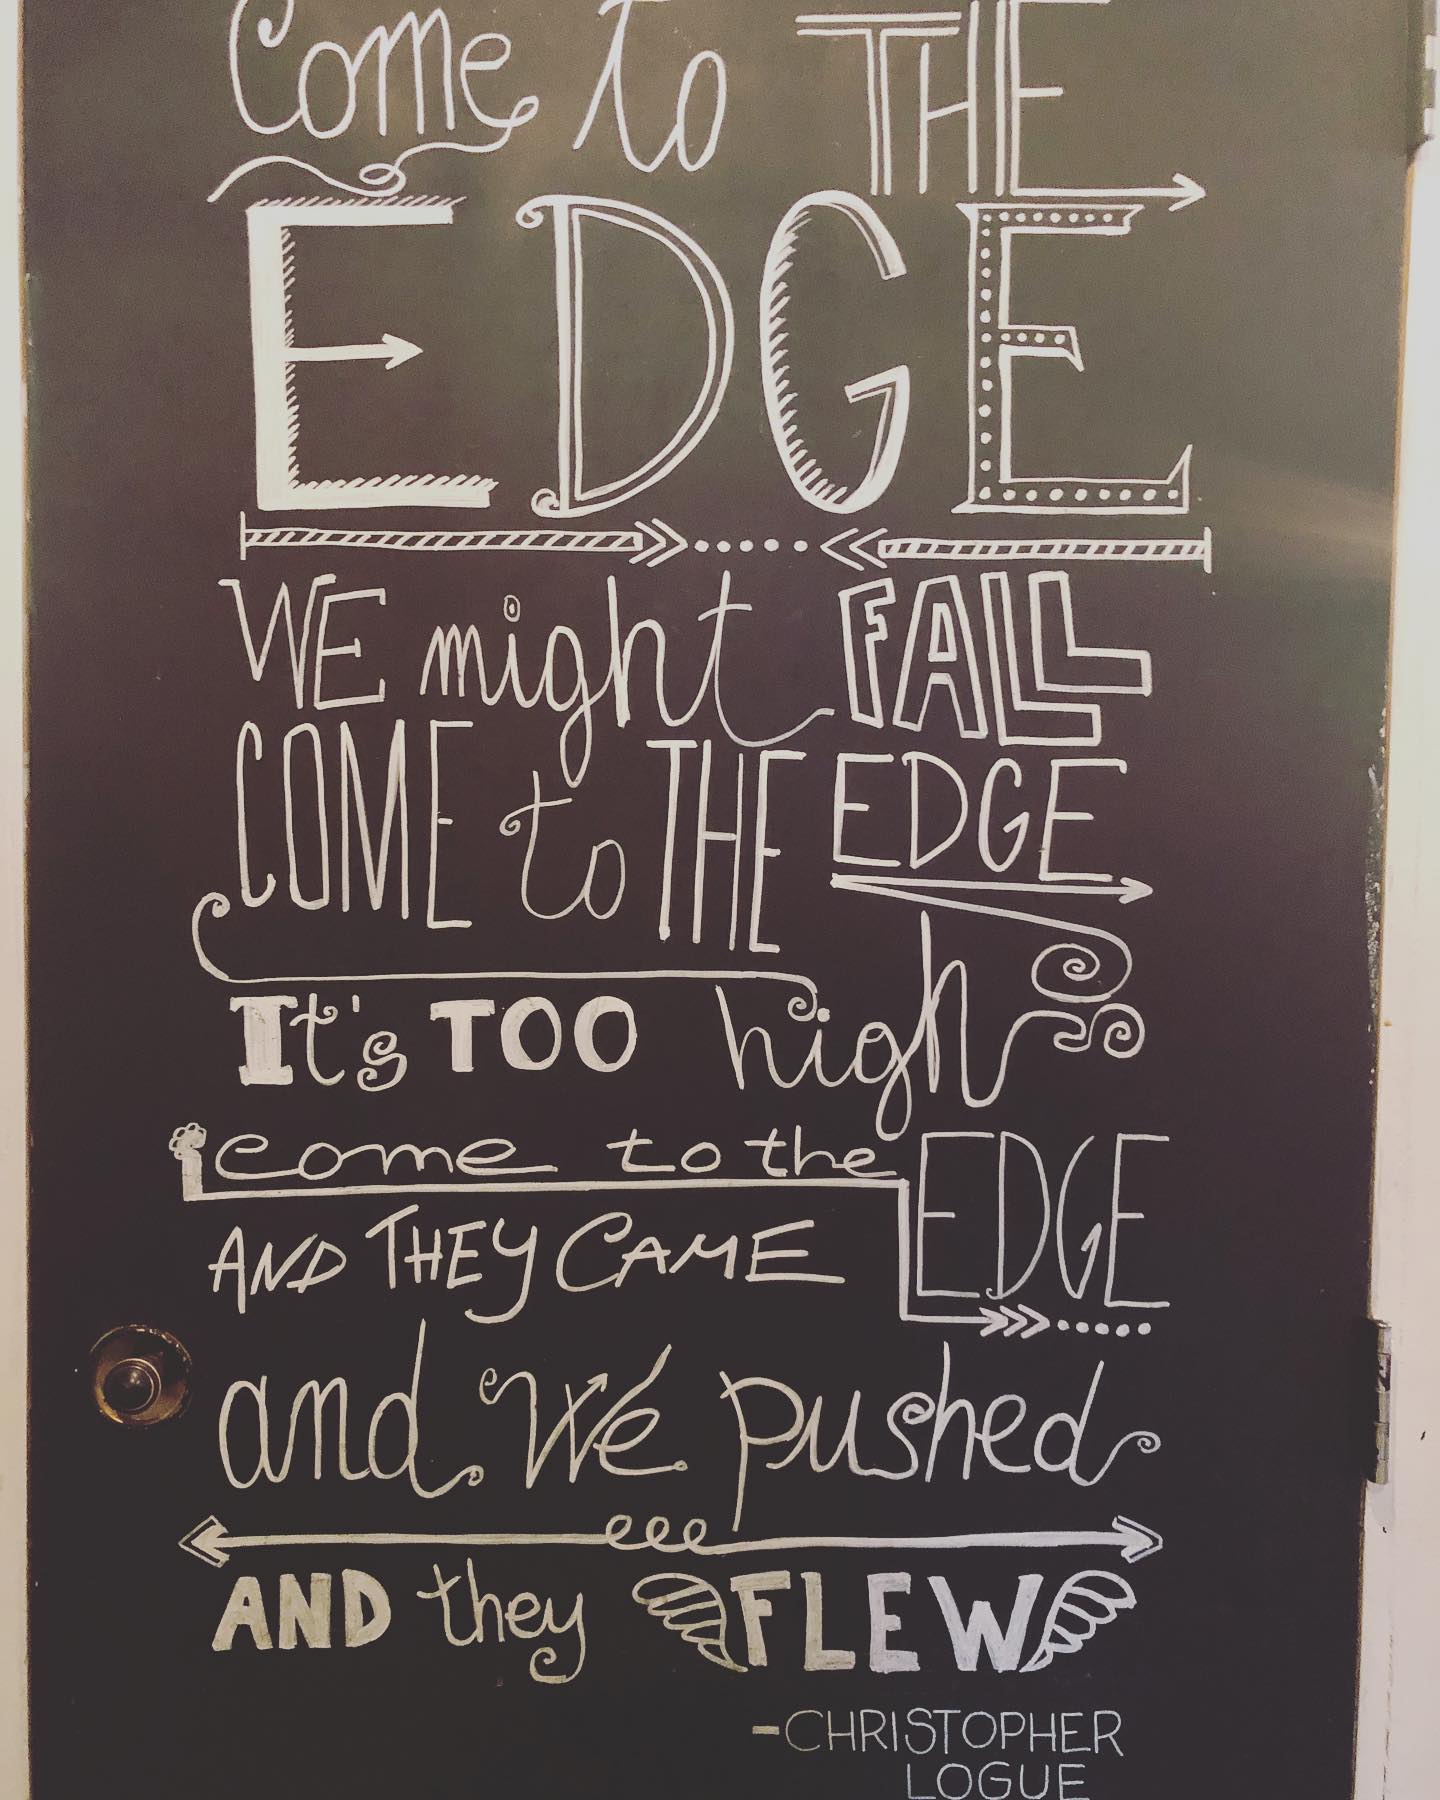 Come to THE
EDGE
WE might FALL
COME to THE EDGE
It's TOO high
come to the EDGE
AND THEY CAME
and We pushed
AND they FLEW
-CHRISTOPHER
LOGUE